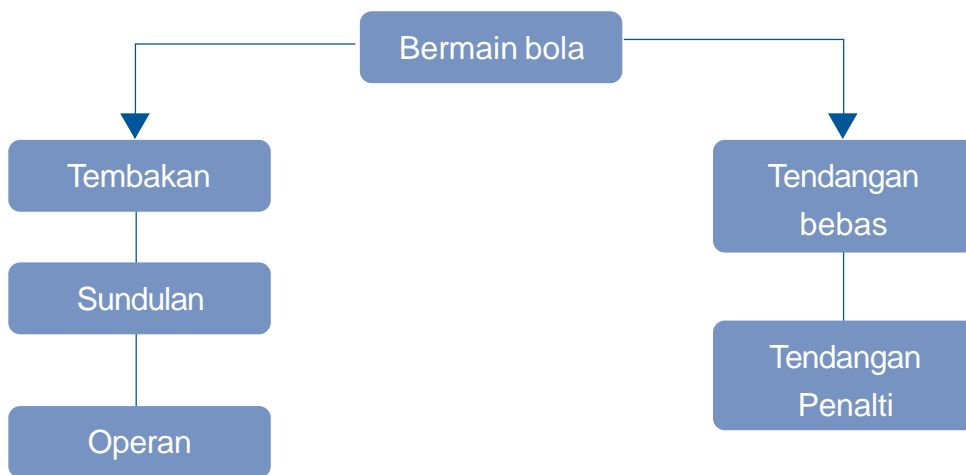 Bermain bola
Tembakan
Sundulan
Operan
Tendangan
bebas
Tendangan
Penalti